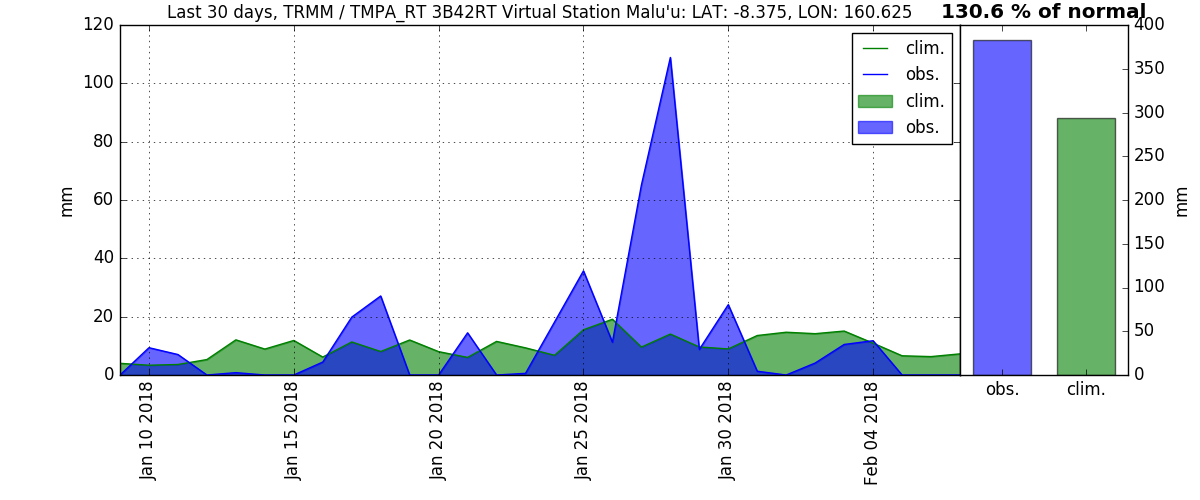 Last 30 days, TRMM / TMPA_RT 3B42RT Virtual Station Malu'u: LAT: -8.375, LON: 160.625
130.6 % of normal
120
100
80
60
40
20
0
mm
clim.
obs.
clim.
obs.
400
350
300
250
200
150
100
50
0
mm
Jan 10 2018
Jan 15 2018
Jan 20 2018
Jan 25 2018
Jan 30 2018
Feb 04 2018
obs.
clim.